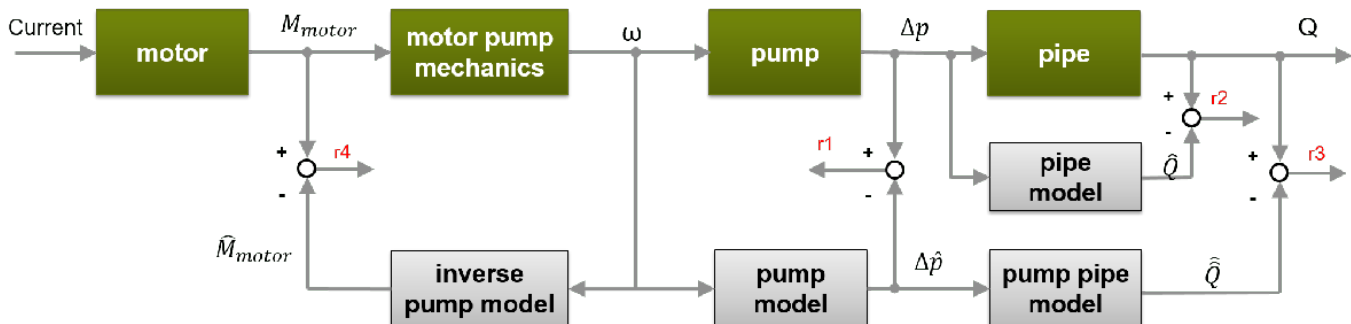 Current
motor
M_motor
motor pump
mechanics
ω
pump
Δp
pipe
Q
+
-
r4
r1
+
-
pipe
model
Q̂
+
-
r2
+
-
r3
M̂_motor
inverse
pump model
pump
model
Δp̂
pump pipe
model
Q̂̂